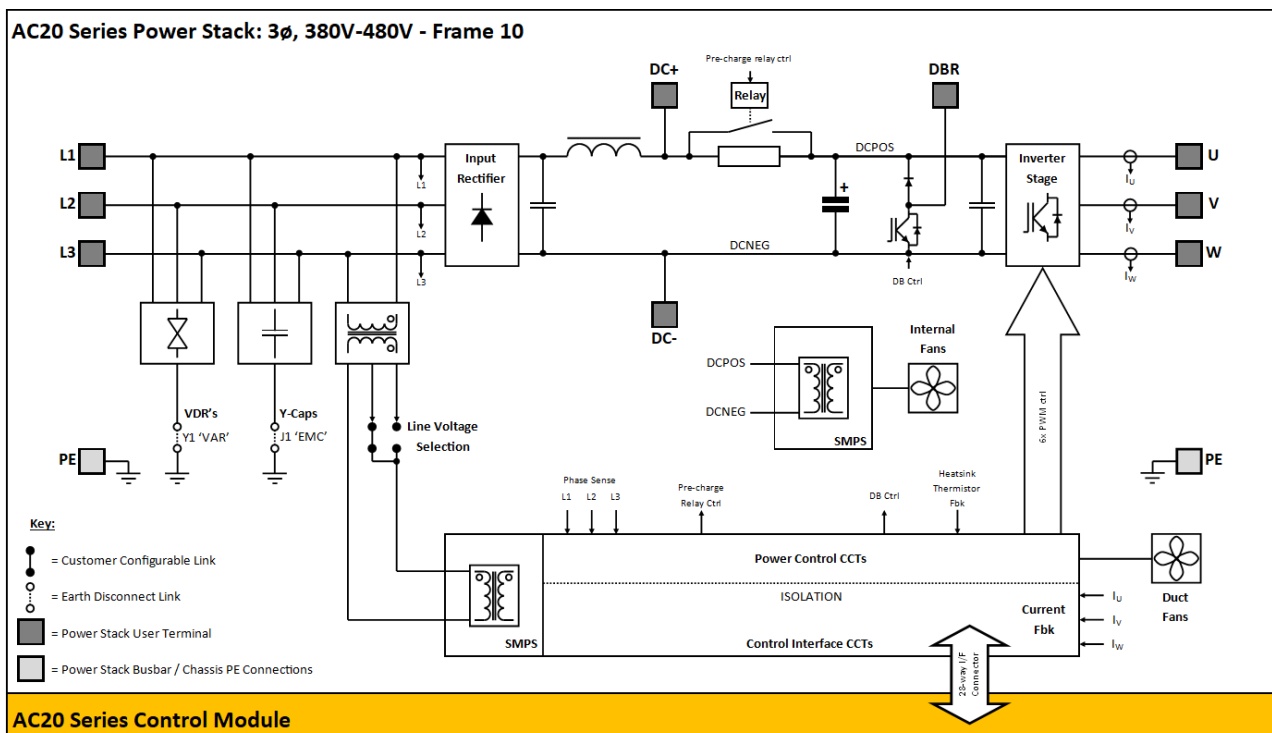 AC20 Series Power Stack: 3ø, 380V-480V - Frame 10
Pre-charge relay ctrl
DC+
DBR
Relay
L1
Input
Rectifier
DCPOS
Inverter
Stage
U
L1
IU
L2
+
V
L2
IV
L3
DCNEG
W
L3
DB Ctrl
IW
DC-
Internal
Fans
DCPOS
DCNEG
SMPS
6x PWM ctrl
VDR's
Y-Caps
Line Voltage
Selection
Y1 'VAR'
J1 'EMC'
PE
PE
Phase Sense
L1 L2 L3
Pre-charge
Relay Ctrl
DB Ctrl
Heatsink
Thermistor
Fbk
Key:
= Customer Configurable Link
= Earth Disconnect Link
= Power Stack User Terminal
= Power Stack Busbar / Chassis PE Connections
Power Control CCTs
ISOLATION
Control Interface CCTs
SMPS
Current
Fbk
IU
IV
IW
Duct
Fans
28-way I/F
Connector
AC20 Series Control Module